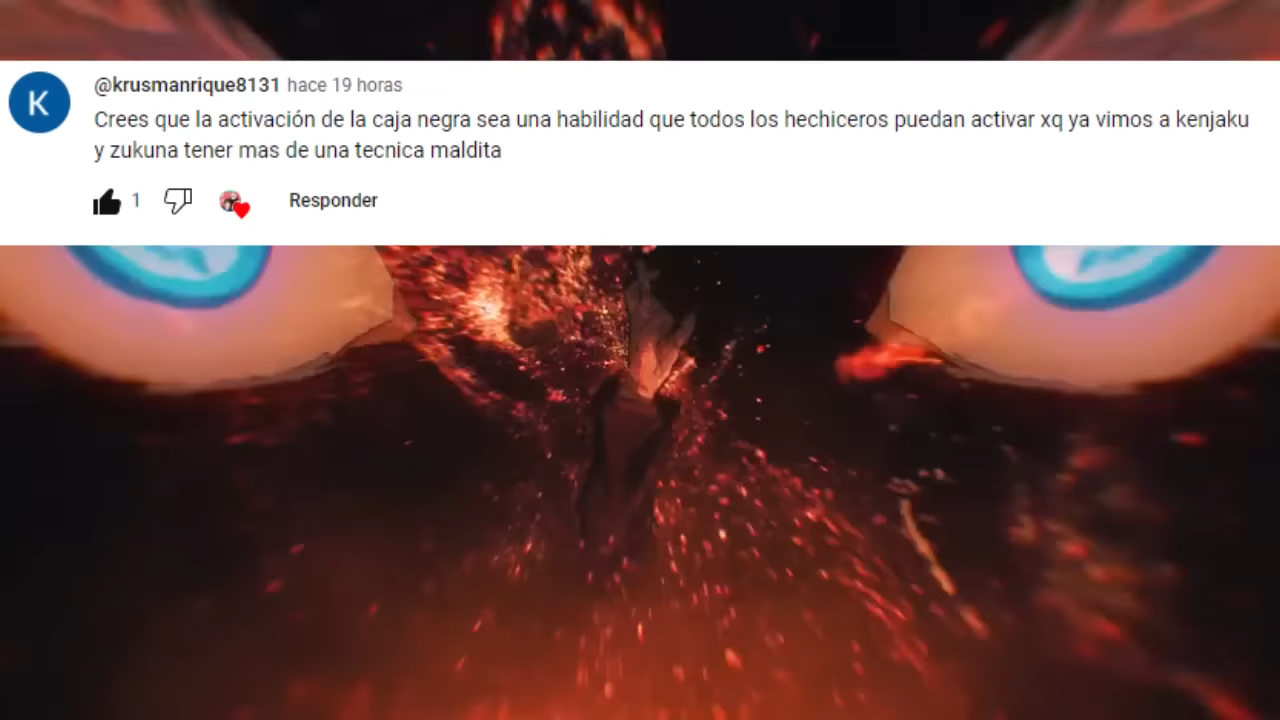 K
@krusmanrique8131 hace 19 horas
Crees que la activación de la caja negra sea una habilidad que todos los hechiceros puedan activar xq ya vimos a kenjaku
y zukuna tener mas de una tecnica maldita
1
Responder